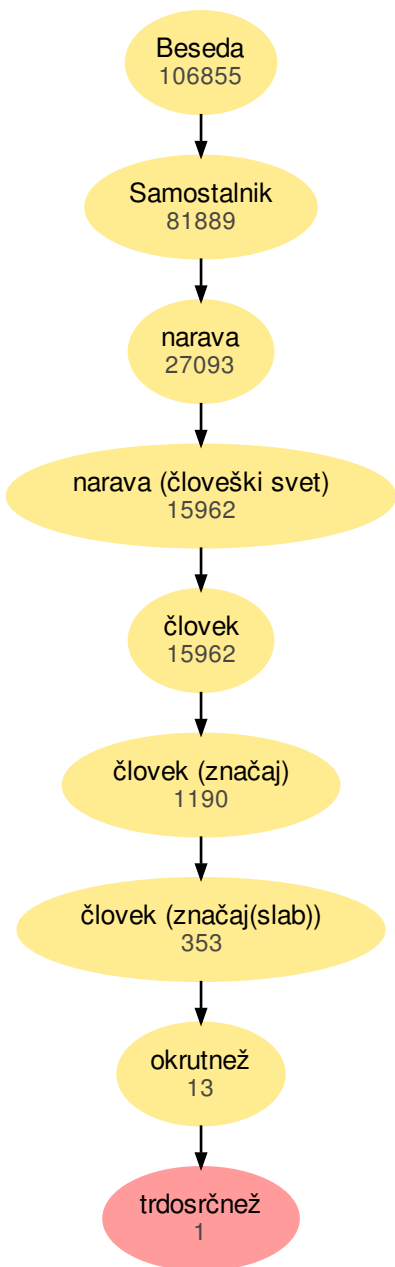 Beseda
106855
Samostalnik
81889
narava
27093
narava (človeški svet)
15962
človek
15962
človek (značaj)
1190
človek (značaj(slab))
353
okrutnež
13
trdosrčnež
1